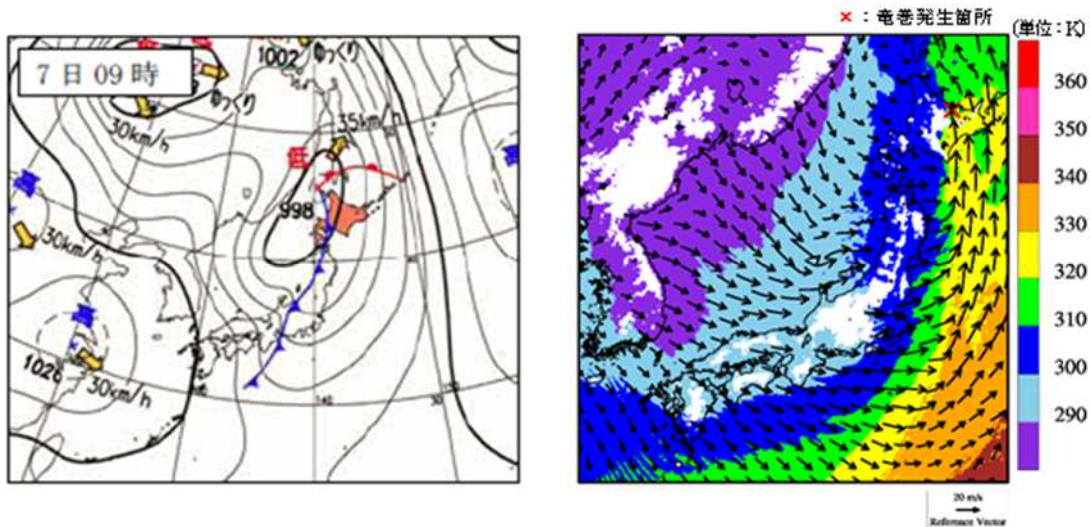 7日09時
1002 ゆっくり
ゆっくり
30km/h
35km/h
低
998
高
30km/h
高
30km/h
140
× : 竜巻発生箇所
(単位:K)
360
350
340
330
320
310
300
290
20 m/s
Reference Vector